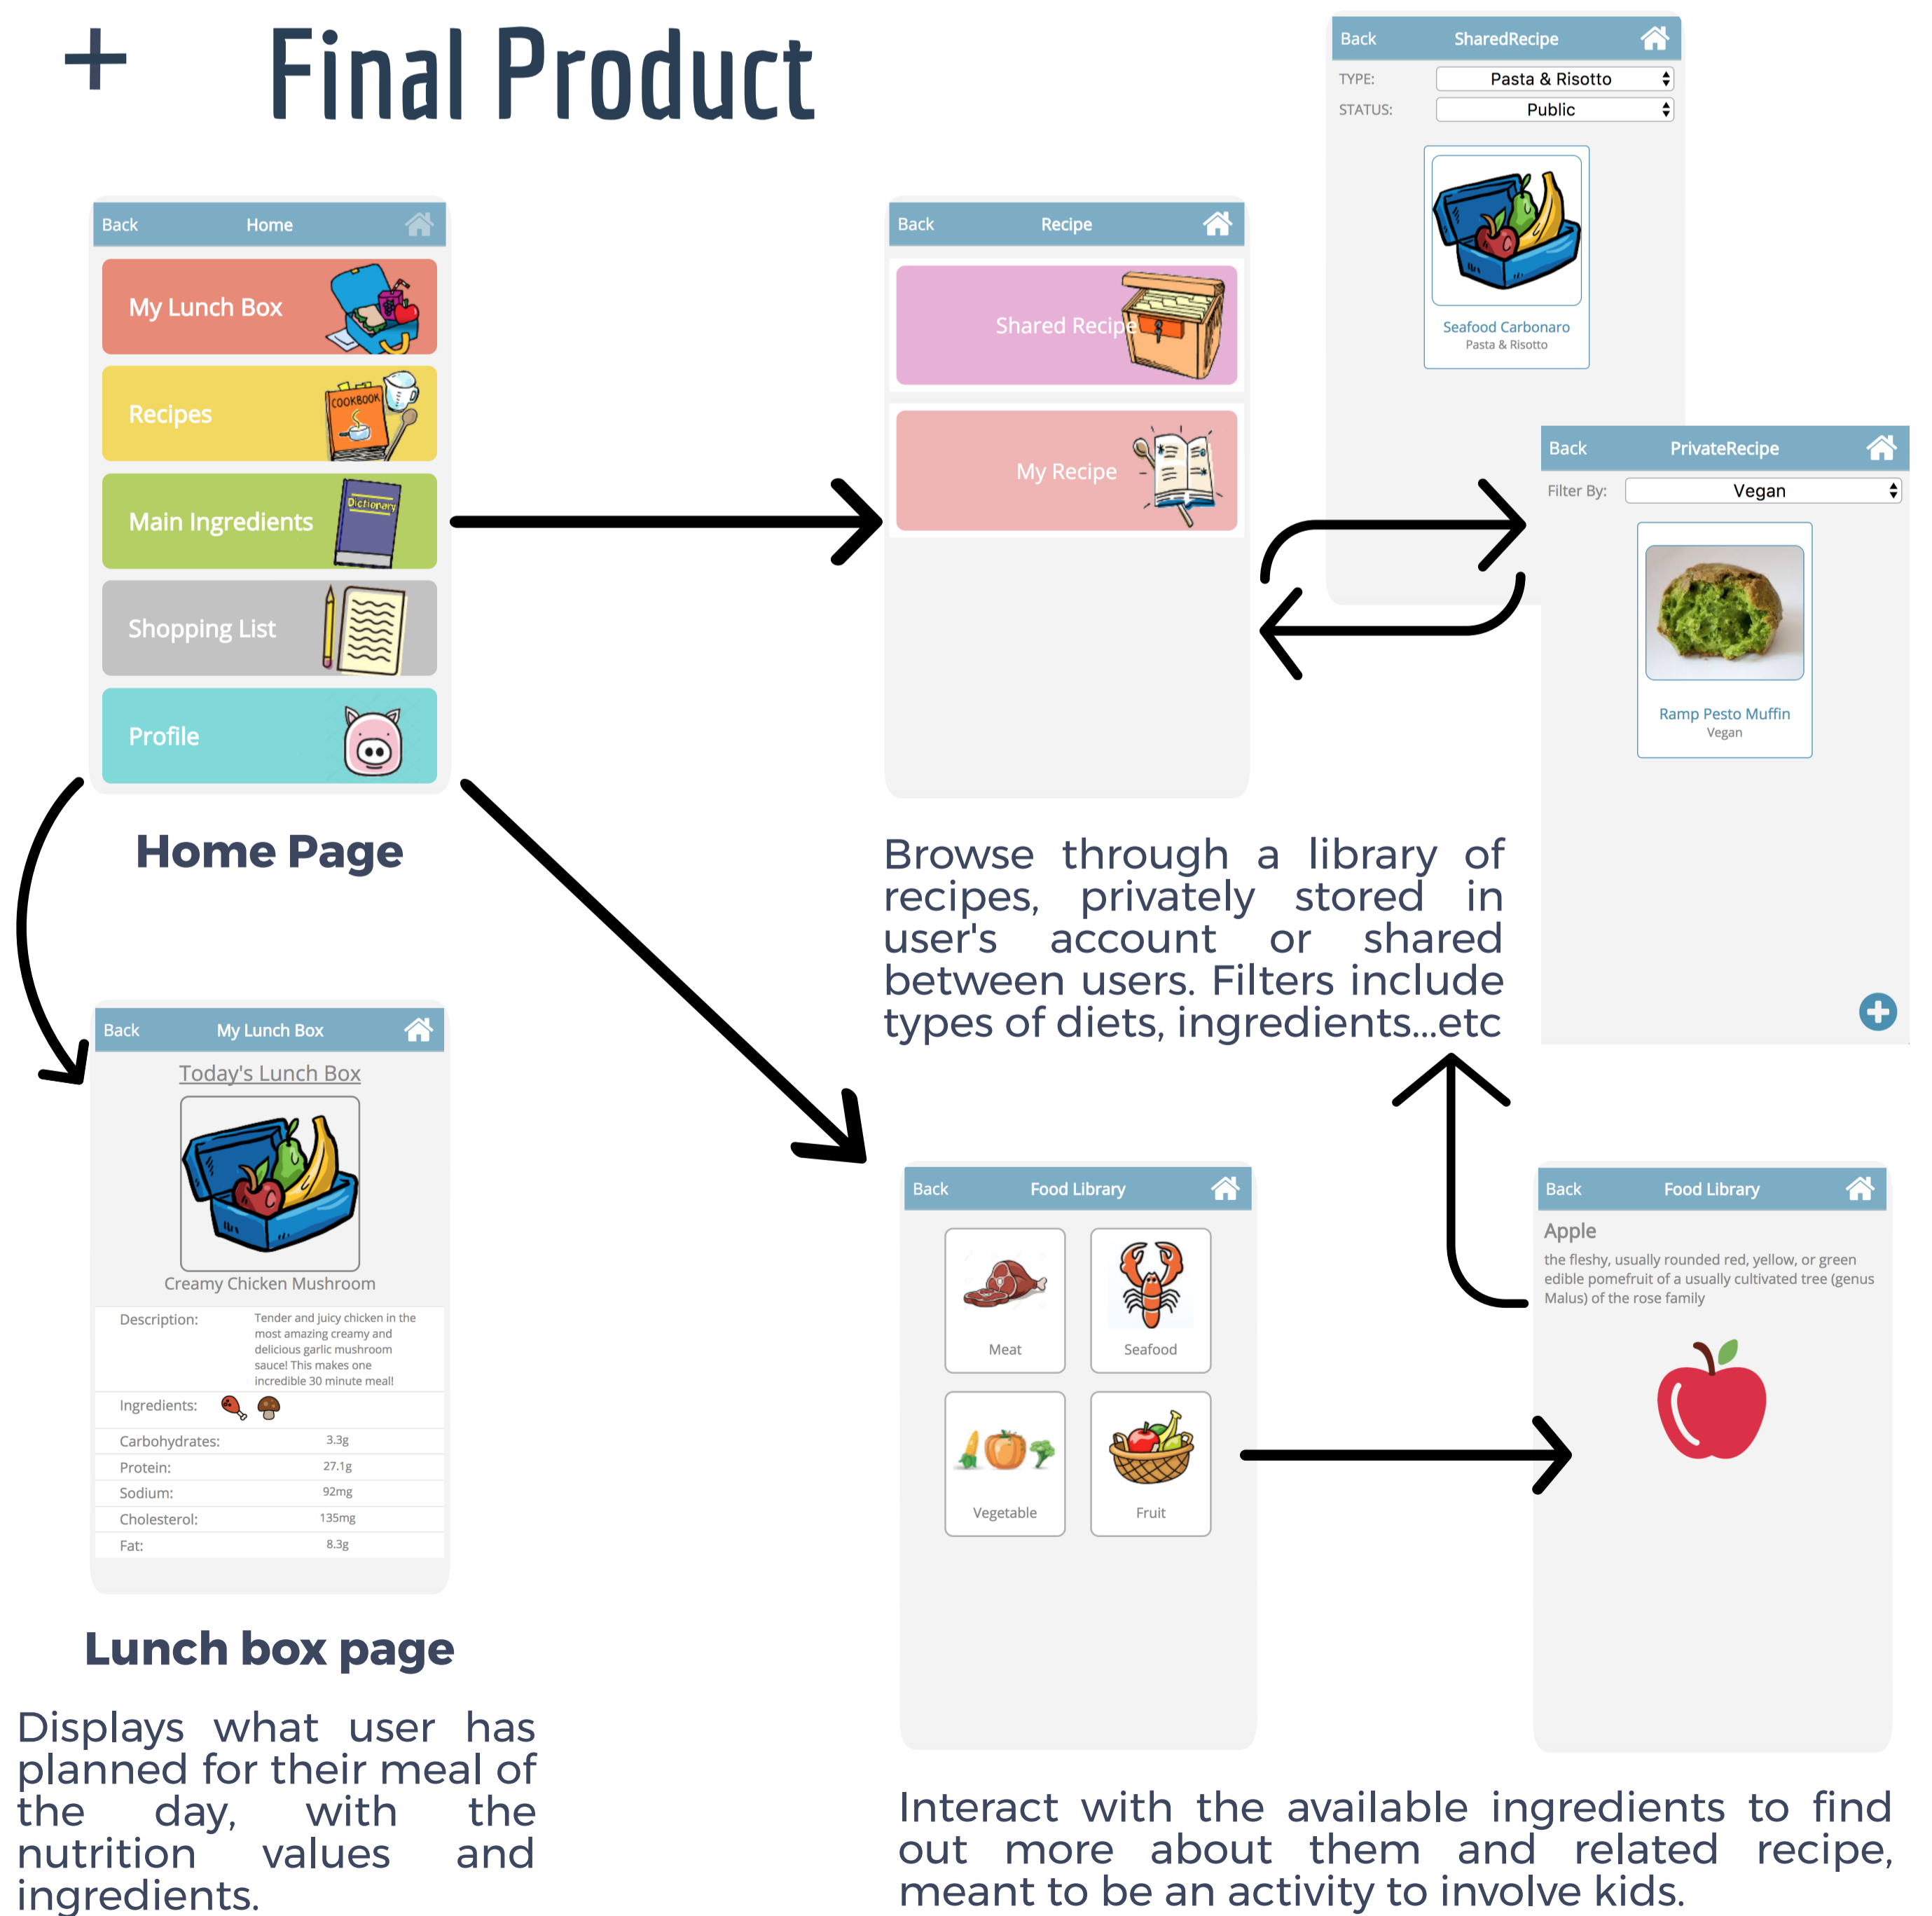 + Final Product
Back Home
My Lunch Box
Recipes
COOKBOOK
Main Ingredients
Dictionary
Shopping List
Profile
Home Page
Back Recipe
Shared Recipe
My Recipe
Back SharedRecipe
TYPE: Pasta & Risotto
STATUS: Public
Seafood Carbonaro
Pasta & Risotto
Back PrivateRecipe
Filter By: Vegan
Ramp Pesto Muffin
Vegan
Browse through a library of
recipes, privately stored in
user's account or shared
between users. Filters include
types of diets, ingredients...etc
Back My Lunch Box
Today's Lunch Box
Creamy Chicken Mushroom
Description: Tender and juicy chicken in the
most amazing creamy and
delicious garlic mushroom
sauce! This makes one
incredible 30 minute meal!
Ingredients:
Carbohydrates: 3.3g
Protein: 27.1g
Sodium: 92mg
Cholesterol: 135mg
Fat: 8.3g
Lunch box page
Displays what user has
planned for their meal of
the day, with the
nutrition values and
ingredients.
Back Food Library
Meat
Seafood
Vegetable
Fruit
Back Food Library
Apple
the fleshy, usually rounded red, yellow, or green
edible pomefruit of a usually cultivated tree (genus
Malus) of the rose family
Interact with the available ingredients to find
out more about them and related recipe,
meant to be an activity to involve kids.